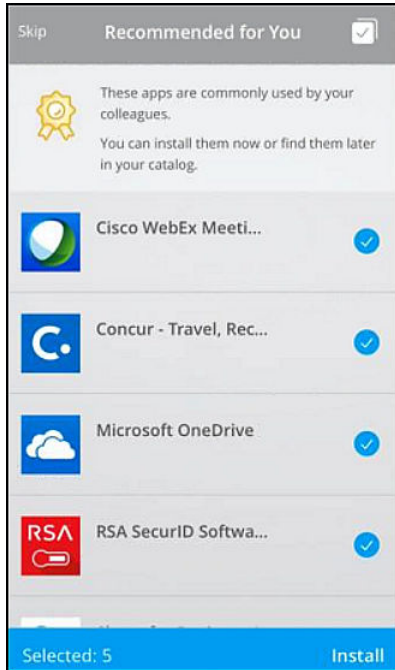 Skip
Recommended for You
These apps are commonly used by your
colleagues.
You can install them now or find them later
in your catalog.
Cisco WebEx Meeti...
C.
Concur - Travel, Rec...
Microsoft OneDrive
RSA
RSA SecurID Softwa...
Selected: 5
Install